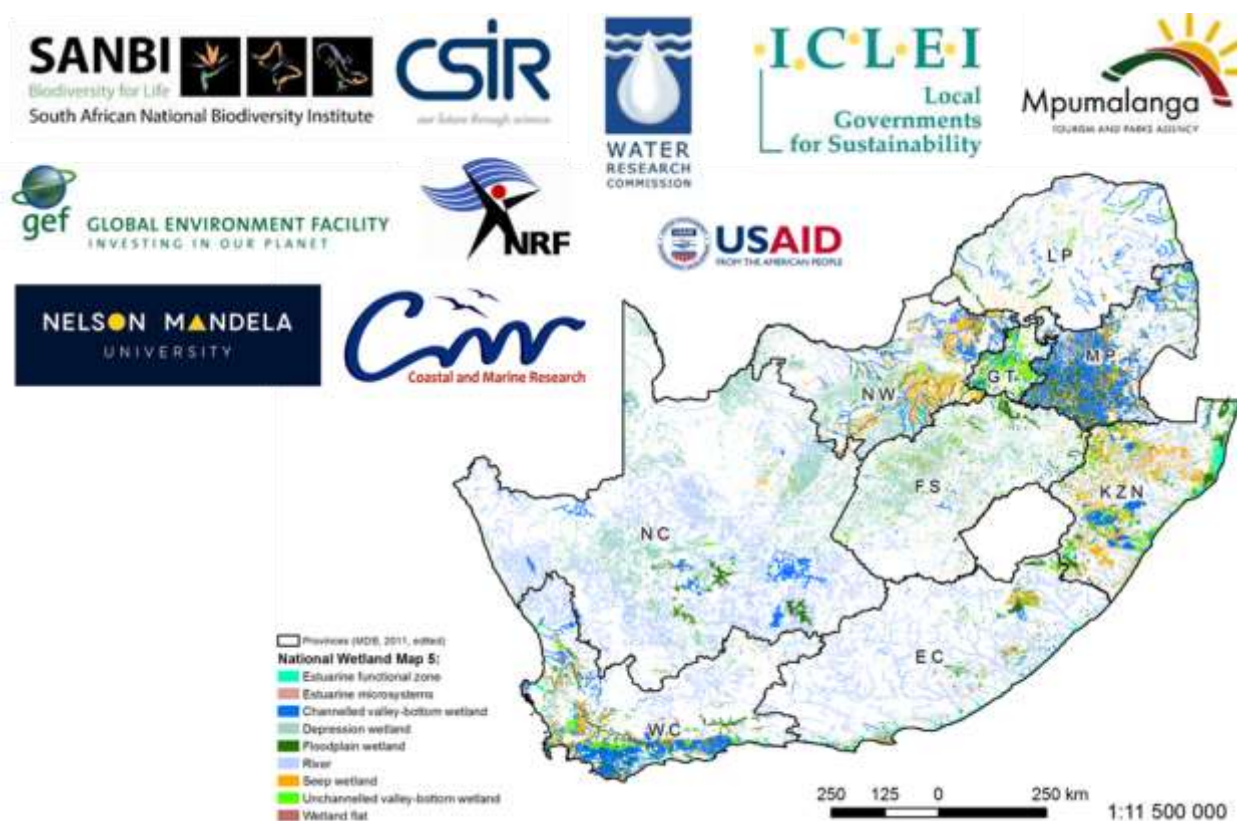 SANBI
Biodiversity for Life
South African National Biodiversity Institute
CSIR
our future through science
WATER
RESEARCH
COMMISSION
I.C.L.E.I
Local
Governments
for Sustainability
Mpumalanga
TOURISM AND PARKS AGENCY
gef
GLOBAL ENVIRONMENT FACILITY
INVESTING IN OUR PLANET
NRF
USAID
FROM THE AMERICAN PEOPLE
NELSON MANDELA
UNIVERSITY
Cmr
Coastal and Marine Research
LP
MP
GT
NW
FS
KZN
NC
EC
WC
Provinces (MDB, 2011, edited)
National Wetland Map 5:
Estuarine functional zone
Estuarine microsystems
Channelled valley-bottom wetland
Depression wetland
Floodplain wetland
River
Seep wetland
Unchannelled valley-bottom wetland
Wetland flat
250 125 0 250 km
1:11 500 000